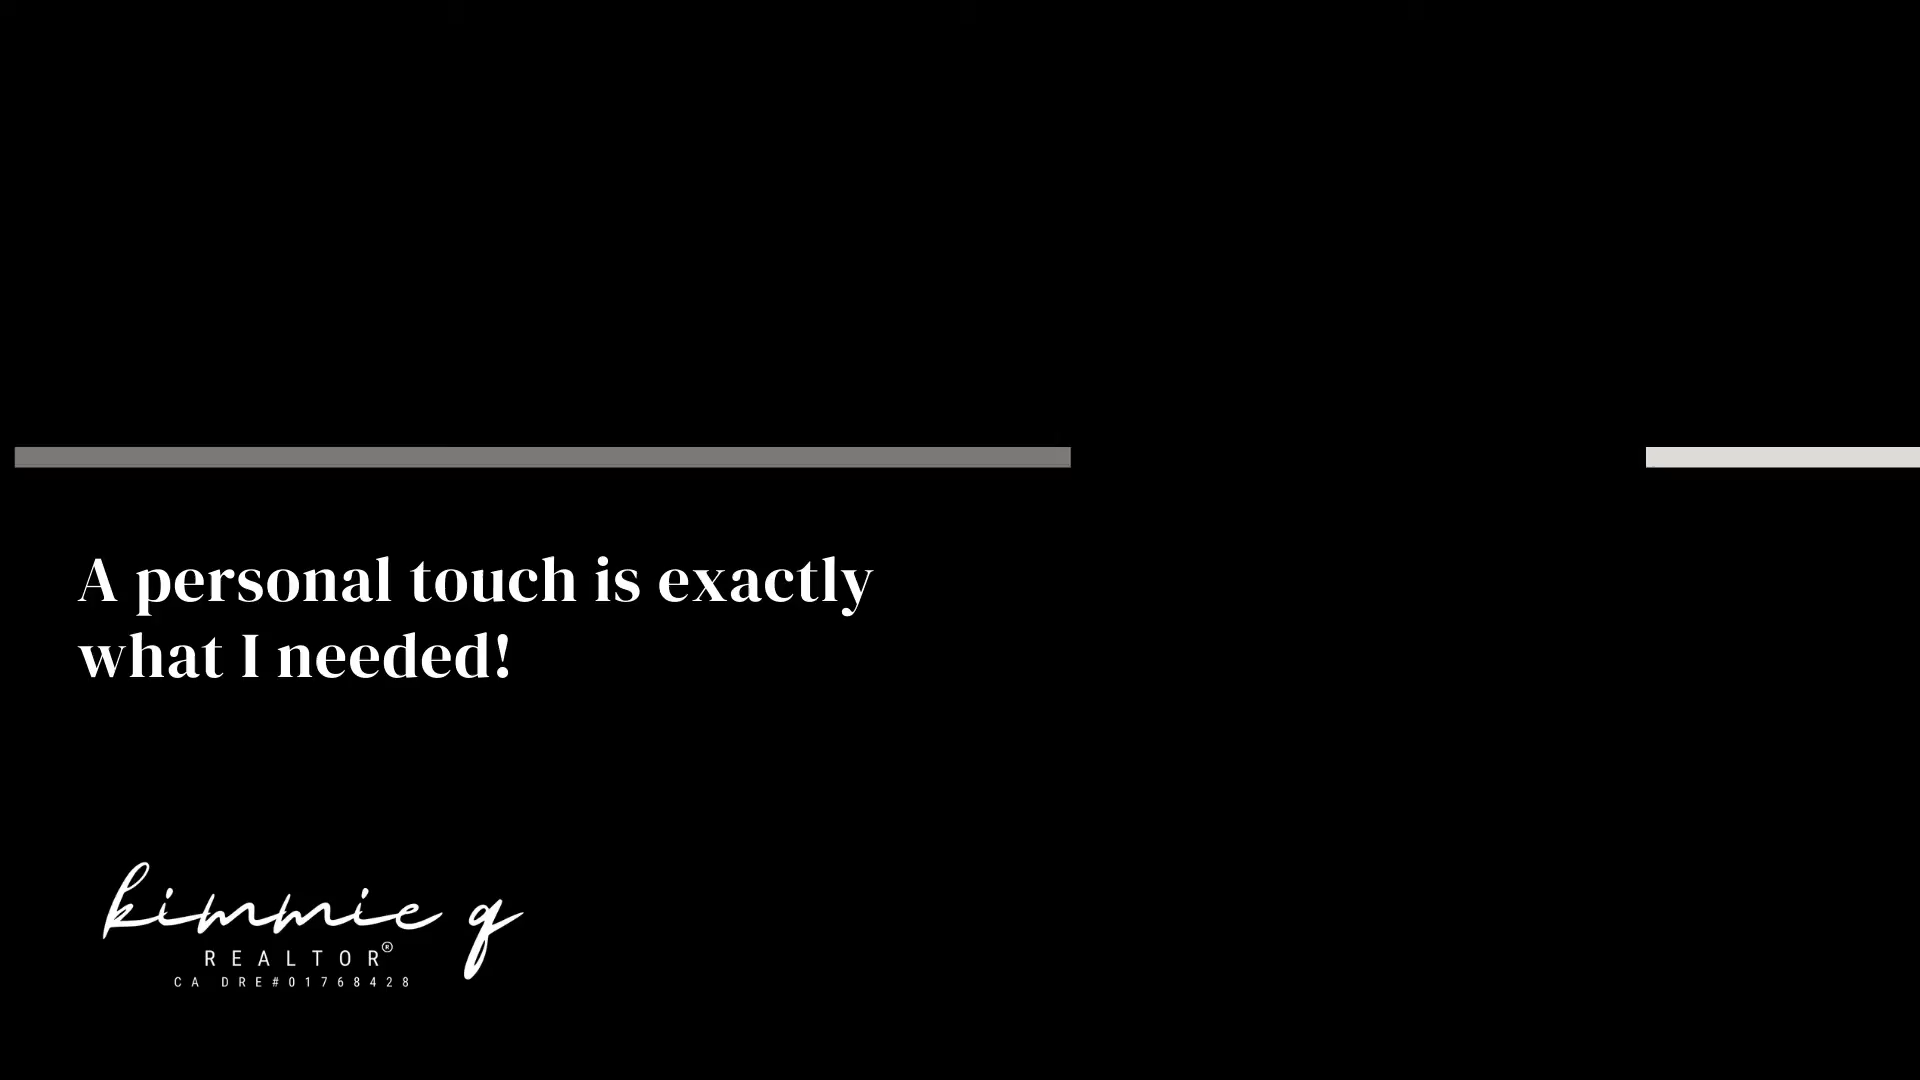 A personal touch is exactly
what I needed!
kimmie q
REALTOR®
CA DRE#01768428